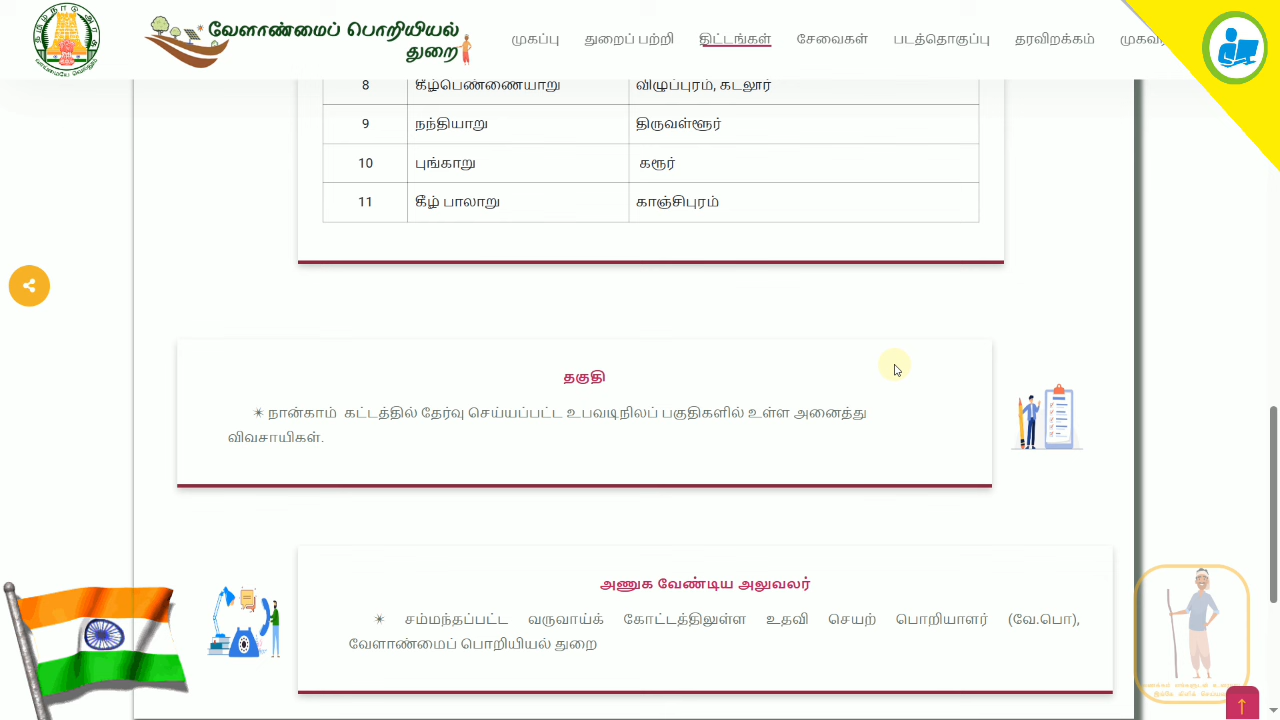 வேளாண்மைப் பொறியியல்
துறை
முகப்பு துறைப் பற்றி திட்டங்கள் சேவைகள் படத்தொகுப்பு தரவிறக்கம்
8 கீழ்பெண்ணையாறு விழுப்புரம், கடலூர்
9 நந்தியாறு திருவள்ளூர்
10 புங்காறு கரூர்
11 கீழ் பாலாறு காஞ்சிபுரம்
தகுதி
✴ நான்காம் கட்டத்தில் தேர்வு செய்யப்பட்ட உபவடிநிலப் பகுதிகளில் உள்ள அனைத்து
விவசாயிகள்.
அணுக வேண்டிய அலுவலர்
✴ சம்மந்தப்பட்ட வருவாய்க் கோட்டத்திலுள்ள உதவி செயற் பொறியாளர் (வே.பொ),
வேளாண்மைப் பொறியியல் துறை